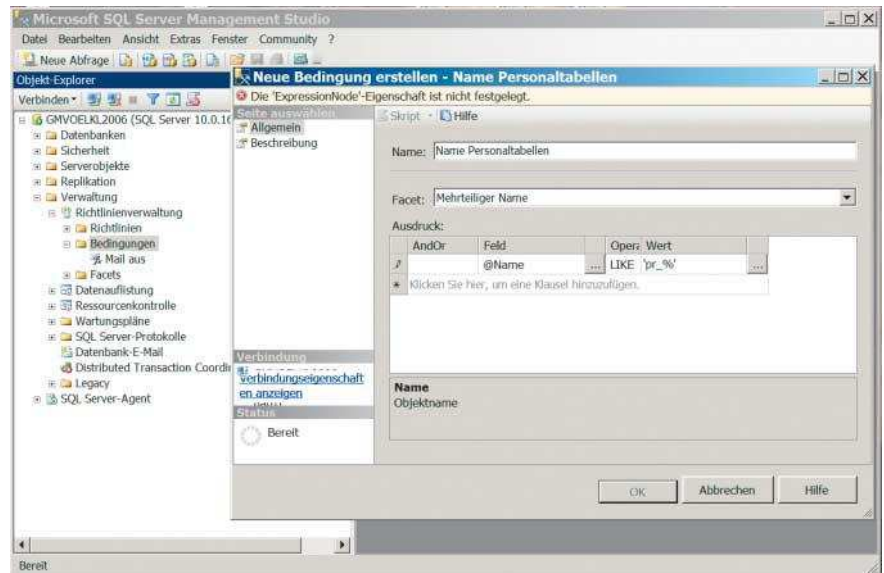 Microsoft SQL Server Management Studio
Datei Bearbeiten Ansicht Extras Fenster Community ?
Neue Abfrage
Objekt-Explorer
Verbinden
GMVOELKL2006 (SQL Server 10.0.16
Datenbanken
Sicherheit
Serverobjekte
Replikation
Verwaltung
Richtlinienverwaltung
Richtlinien
Bedingungen
Mail aus
Facets
Datenauflistung
Ressourcenkontrolle
Wartungspläne
SQL Server-Protokolle
Datenbank-E-Mail
Distributed Transaction Coordi
Legacy
SQL Server-Agent
Neue Bedingung erstellen - Name Personaltabellen
Die 'ExpressionNode'-Eigenschaft ist nicht festgelegt.
Seite auswählen
Allgemein
Beschreibung
Verbindung
Verbindungseigenschaft
en anzeigen
Status
Bereit
Skript Hilfe
Name: Name Personaltabellen
Facet: Mehrteiliger Name
Ausdruck:
AndOr Feld Opera Wert
@Name ... LIKE 'pr_%' ...
Klicken Sie hier, um eine Klausel hinzuzufügen.
Name
Objektname
OK Abbrechen Hilfe
Bereit